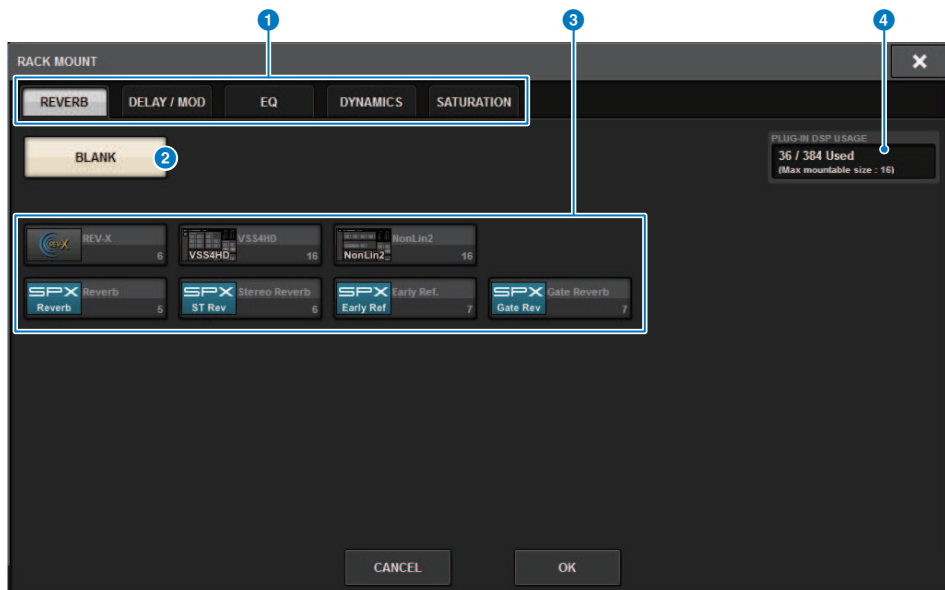 1
3
4
RACK MOUNT
REVERB
DELAY / MOD
EQ
DYNAMICS
SATURATION
BLANK
2
PLUG-IN DSP USAGE
36 / 384 Used
(Max mountable size : 16)
REV-X
REV-X
6
VSS4HD
VSS4HD
16
NonLin2
NonLin2
16
SPX
Reverb
Reverb
5
SPX
ST Rev
Stereo Reverb
6
SPX
Early Ref
Early Ref.
7
SPX
Gate Rev
Gate Reverb
7
CANCEL
OK